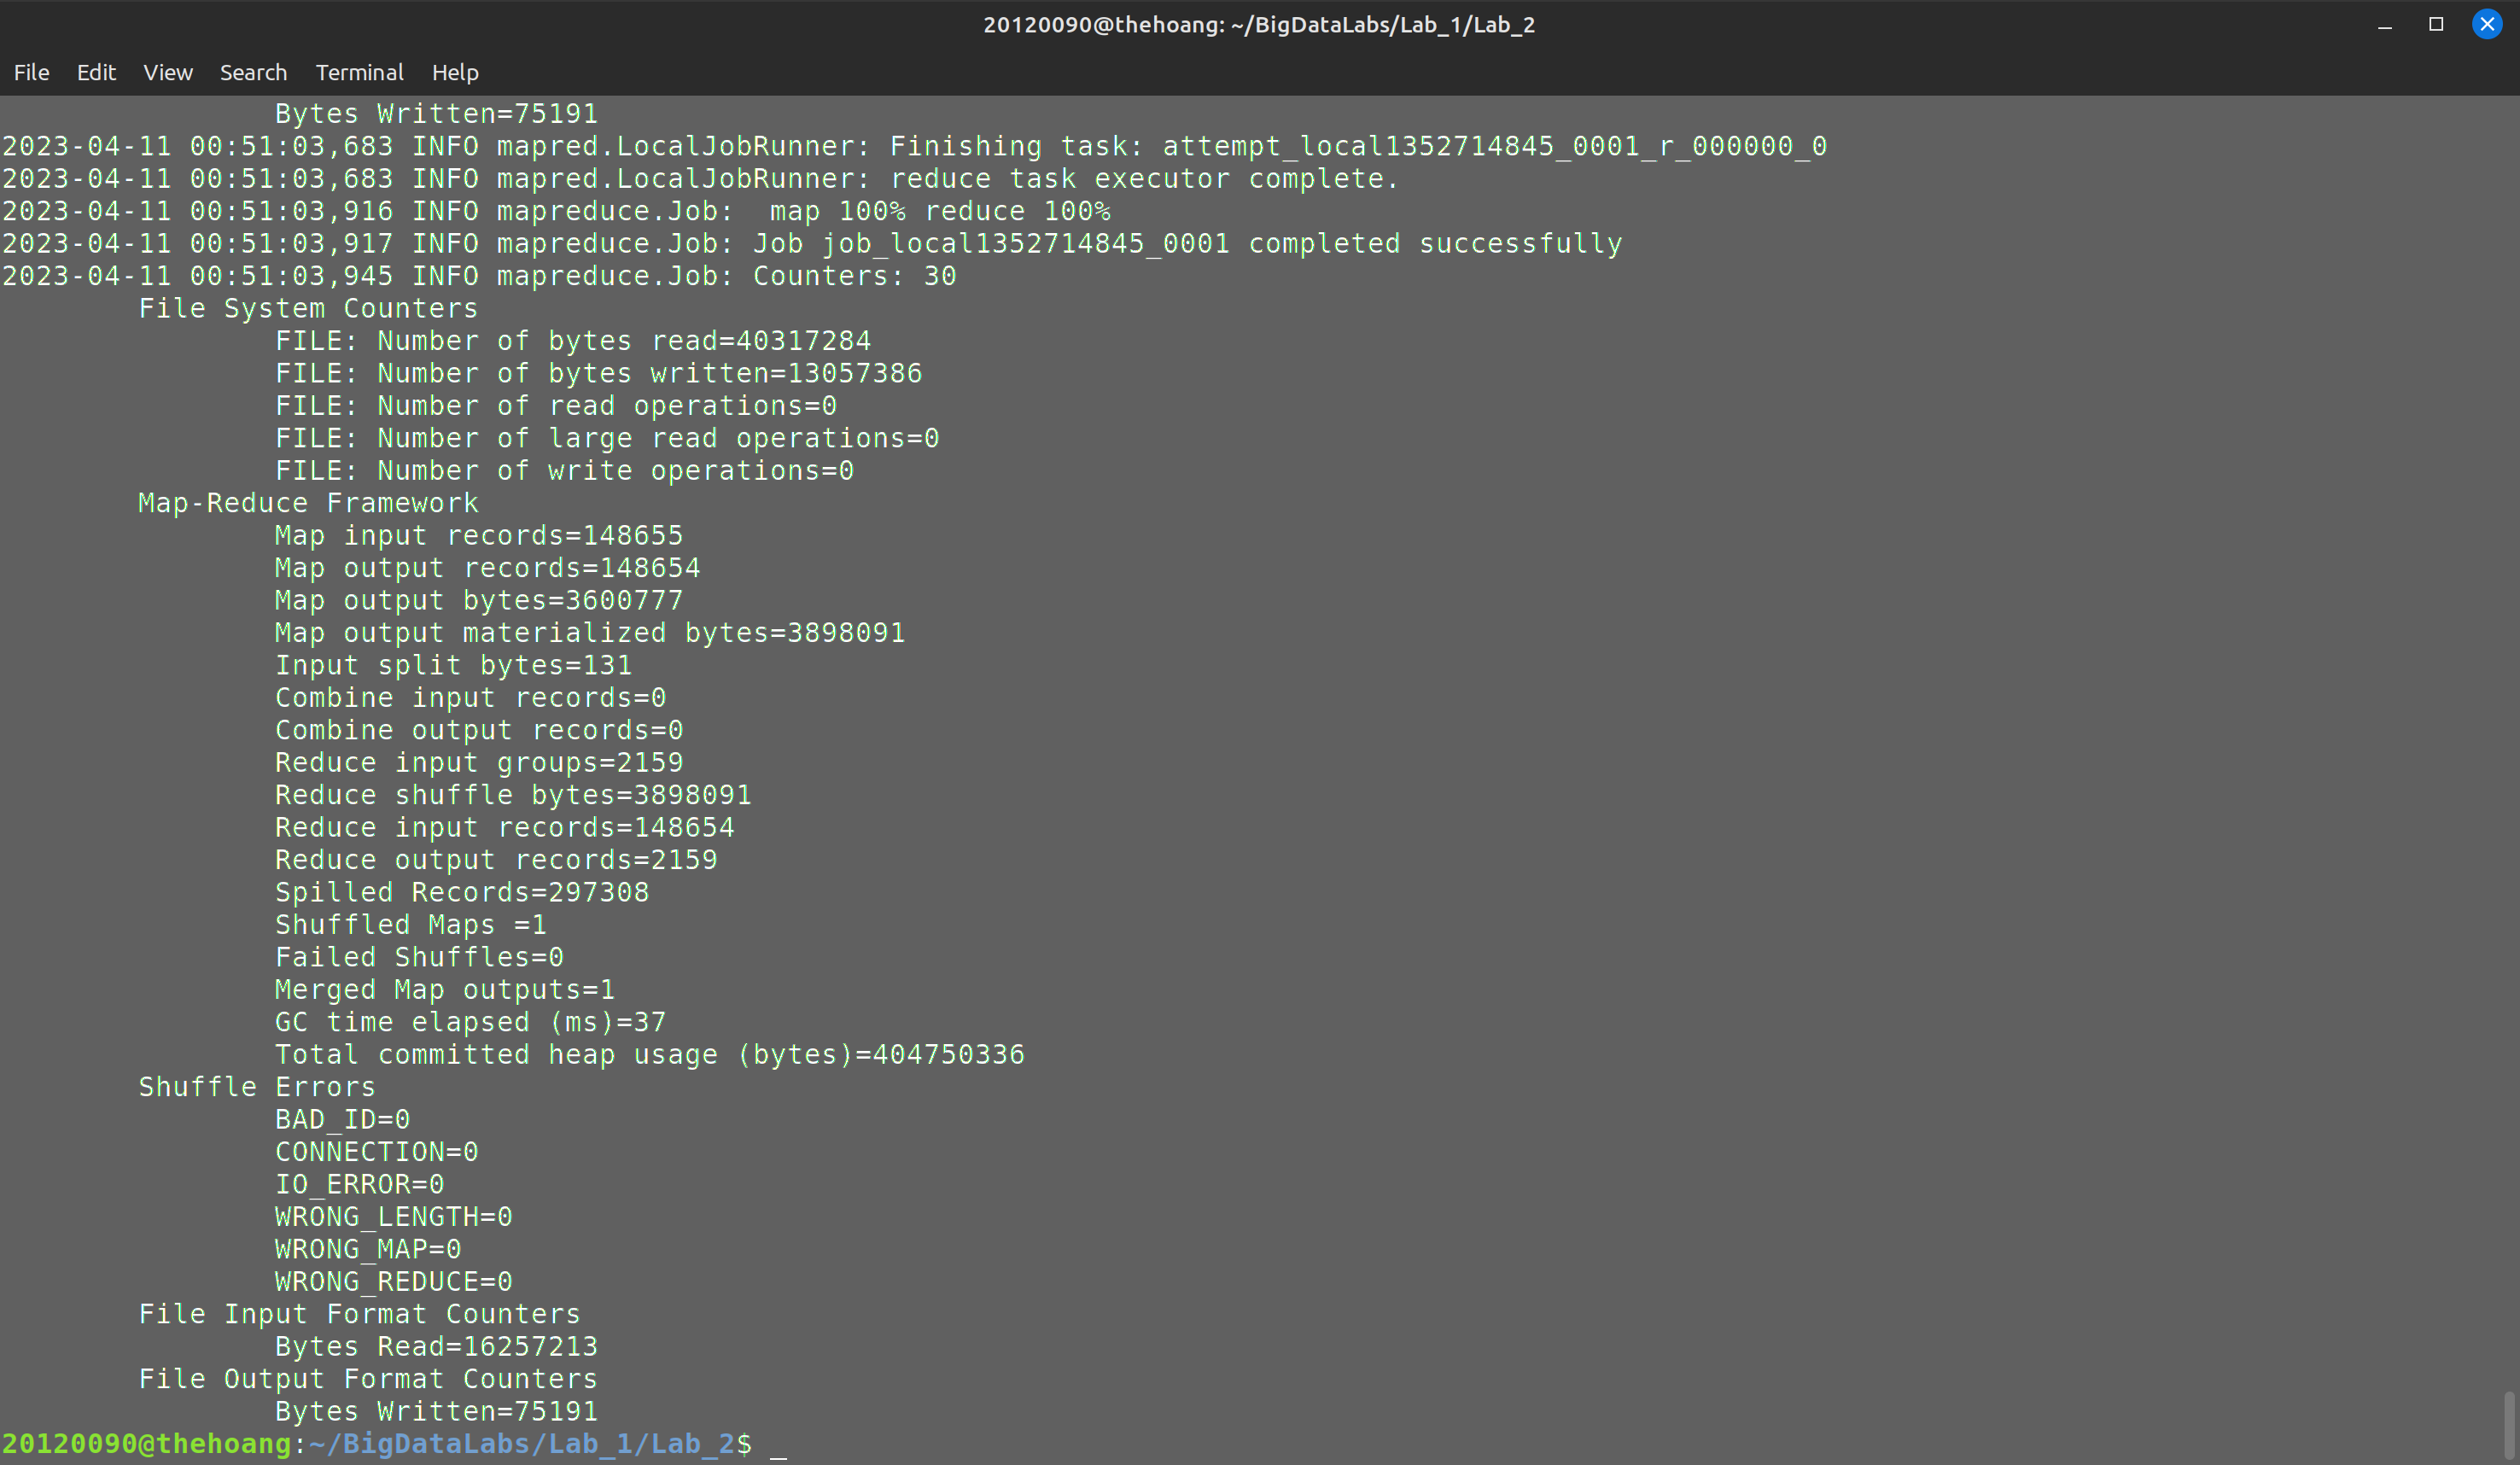 20120090@thehoang: ~/BigDataLabs/Lab_1/Lab_2
File Edit View Search Terminal Help
Bytes Written=75191
2023-04-11 00:51:03,683 INFO mapred.LocalJobRunner: Finishing task: attempt_local1352714845_0001_r_000000_0
2023-04-11 00:51:03,683 INFO mapred.LocalJobRunner: reduce task executor complete.
2023-04-11 00:51:03,916 INFO mapreduce.Job:  map 100% reduce 100%
2023-04-11 00:51:03,917 INFO mapreduce.Job: Job job_local1352714845_0001 completed successfully
2023-04-11 00:51:03,945 INFO mapreduce.Job: Counters: 30
File System Counters
FILE: Number of bytes read=40317284
FILE: Number of bytes written=13057386
FILE: Number of read operations=0
FILE: Number of large read operations=0
FILE: Number of write operations=0
Map-Reduce Framework
Map input records=148655
Map output records=148654
Map output bytes=3600777
Map output materialized bytes=3898091
Input split bytes=131
Combine input records=0
Combine output records=0
Reduce input groups=2159
Reduce shuffle bytes=3898091
Reduce input records=148654
Reduce output records=2159
Spilled Records=297308
Shuffled Maps =1
Failed Shuffles=0
Merged Map outputs=1
GC time elapsed (ms)=37
Total committed heap usage (bytes)=404750336
Shuffle Errors
BAD_ID=0
CONNECTION=0
IO_ERROR=0
WRONG_LENGTH=0
WRONG_MAP=0
WRONG_REDUCE=0
File Input Format Counters
Bytes Read=16257213
File Output Format Counters
Bytes Written=75191
20120090@thehoang:~/BigDataLabs/Lab_1/Lab_2$ _